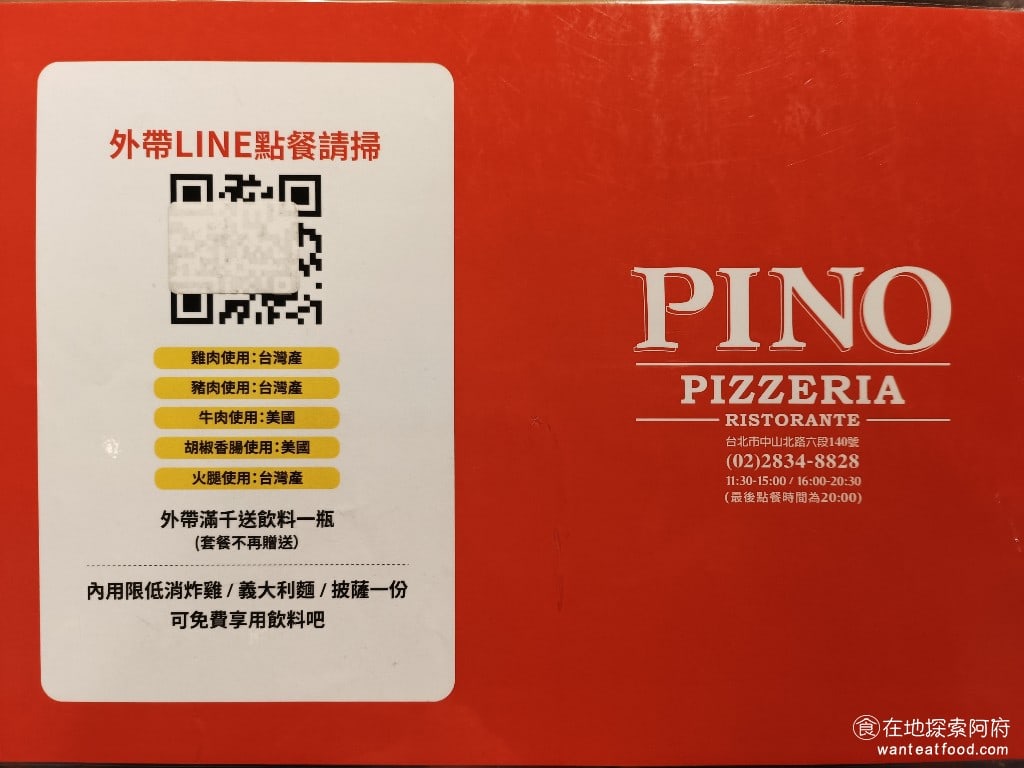 外帶LINE點餐請掃
雞肉使用：台灣產
豬肉使用：台灣產
牛肉使用：美國
胡椒香腸使用：美國
火腿使用：台灣產
外帶滿千送飲料一瓶
(套餐不再贈送)
內用限低消炸雞 / 義大利麵 / 披薩一份
可免費享用飲料吧
PINO
PIZZERIA
RISTORANTE
台北市中山北路六段140號
(02)2834-8828
11:30-15:00 / 16:00-20:30
(最後點餐時間為20:00)
食在地探索阿府
wanteatfood.com